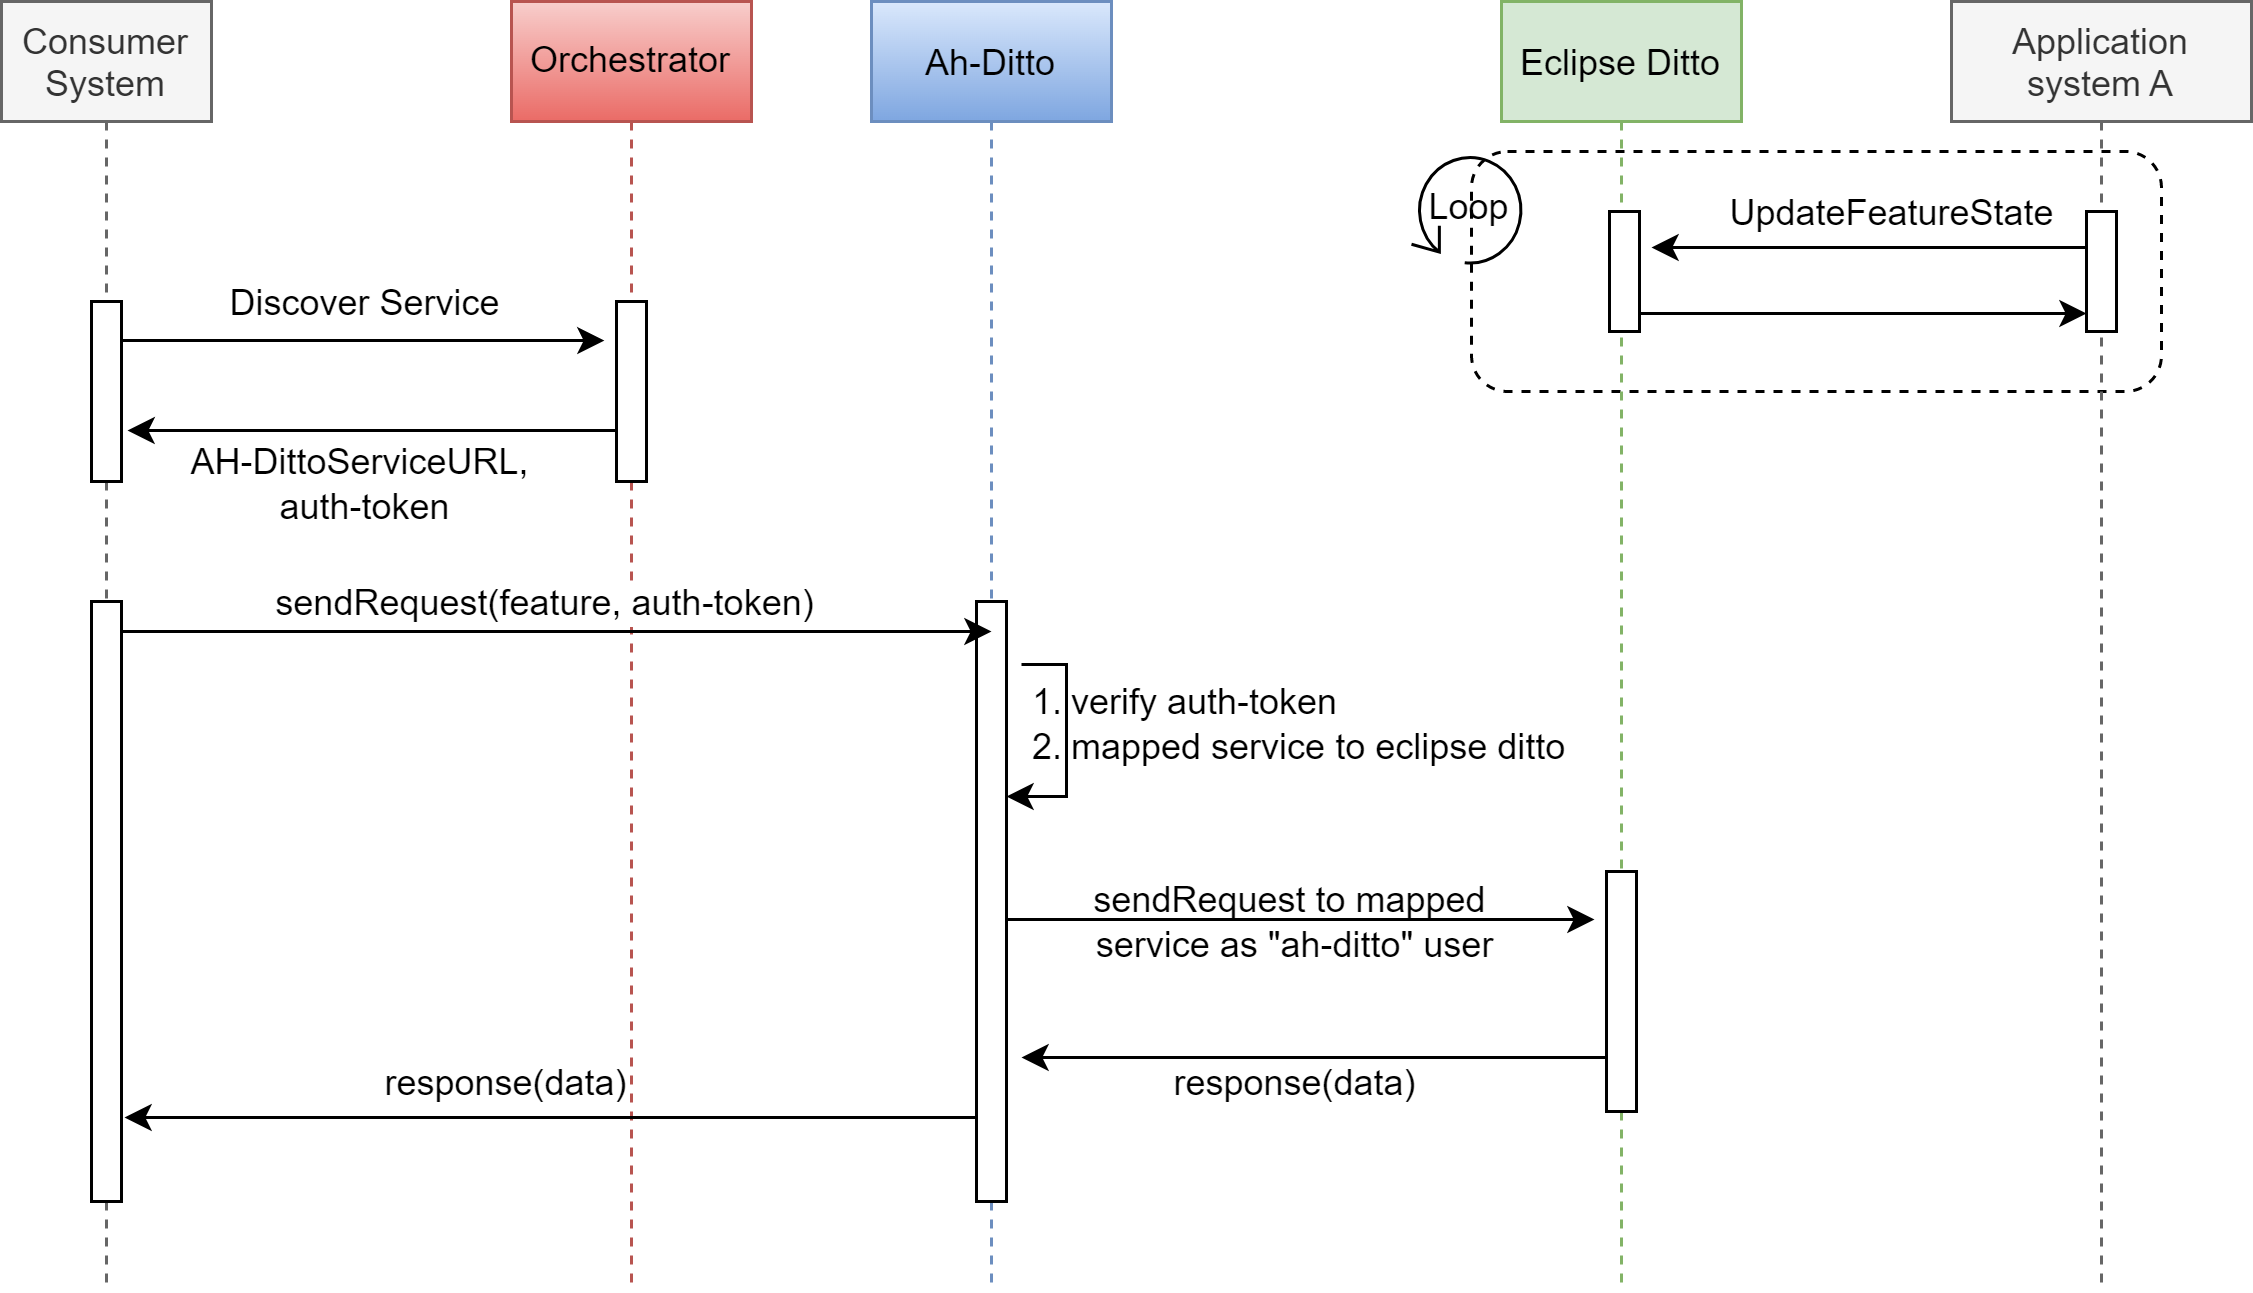 Consumer
System
Orchestrator
Ah-Ditto
Eclipse Ditto
Application
system A
Loop
UpdateFeatureState
Discover Service
AH-DittoServiceURL,
auth-token
sendRequest(feature, auth-token)
1. verify auth-token
2. mapped service to eclipse ditto
sendRequest to mapped
service as "ah-ditto" user
response(data)
response(data)